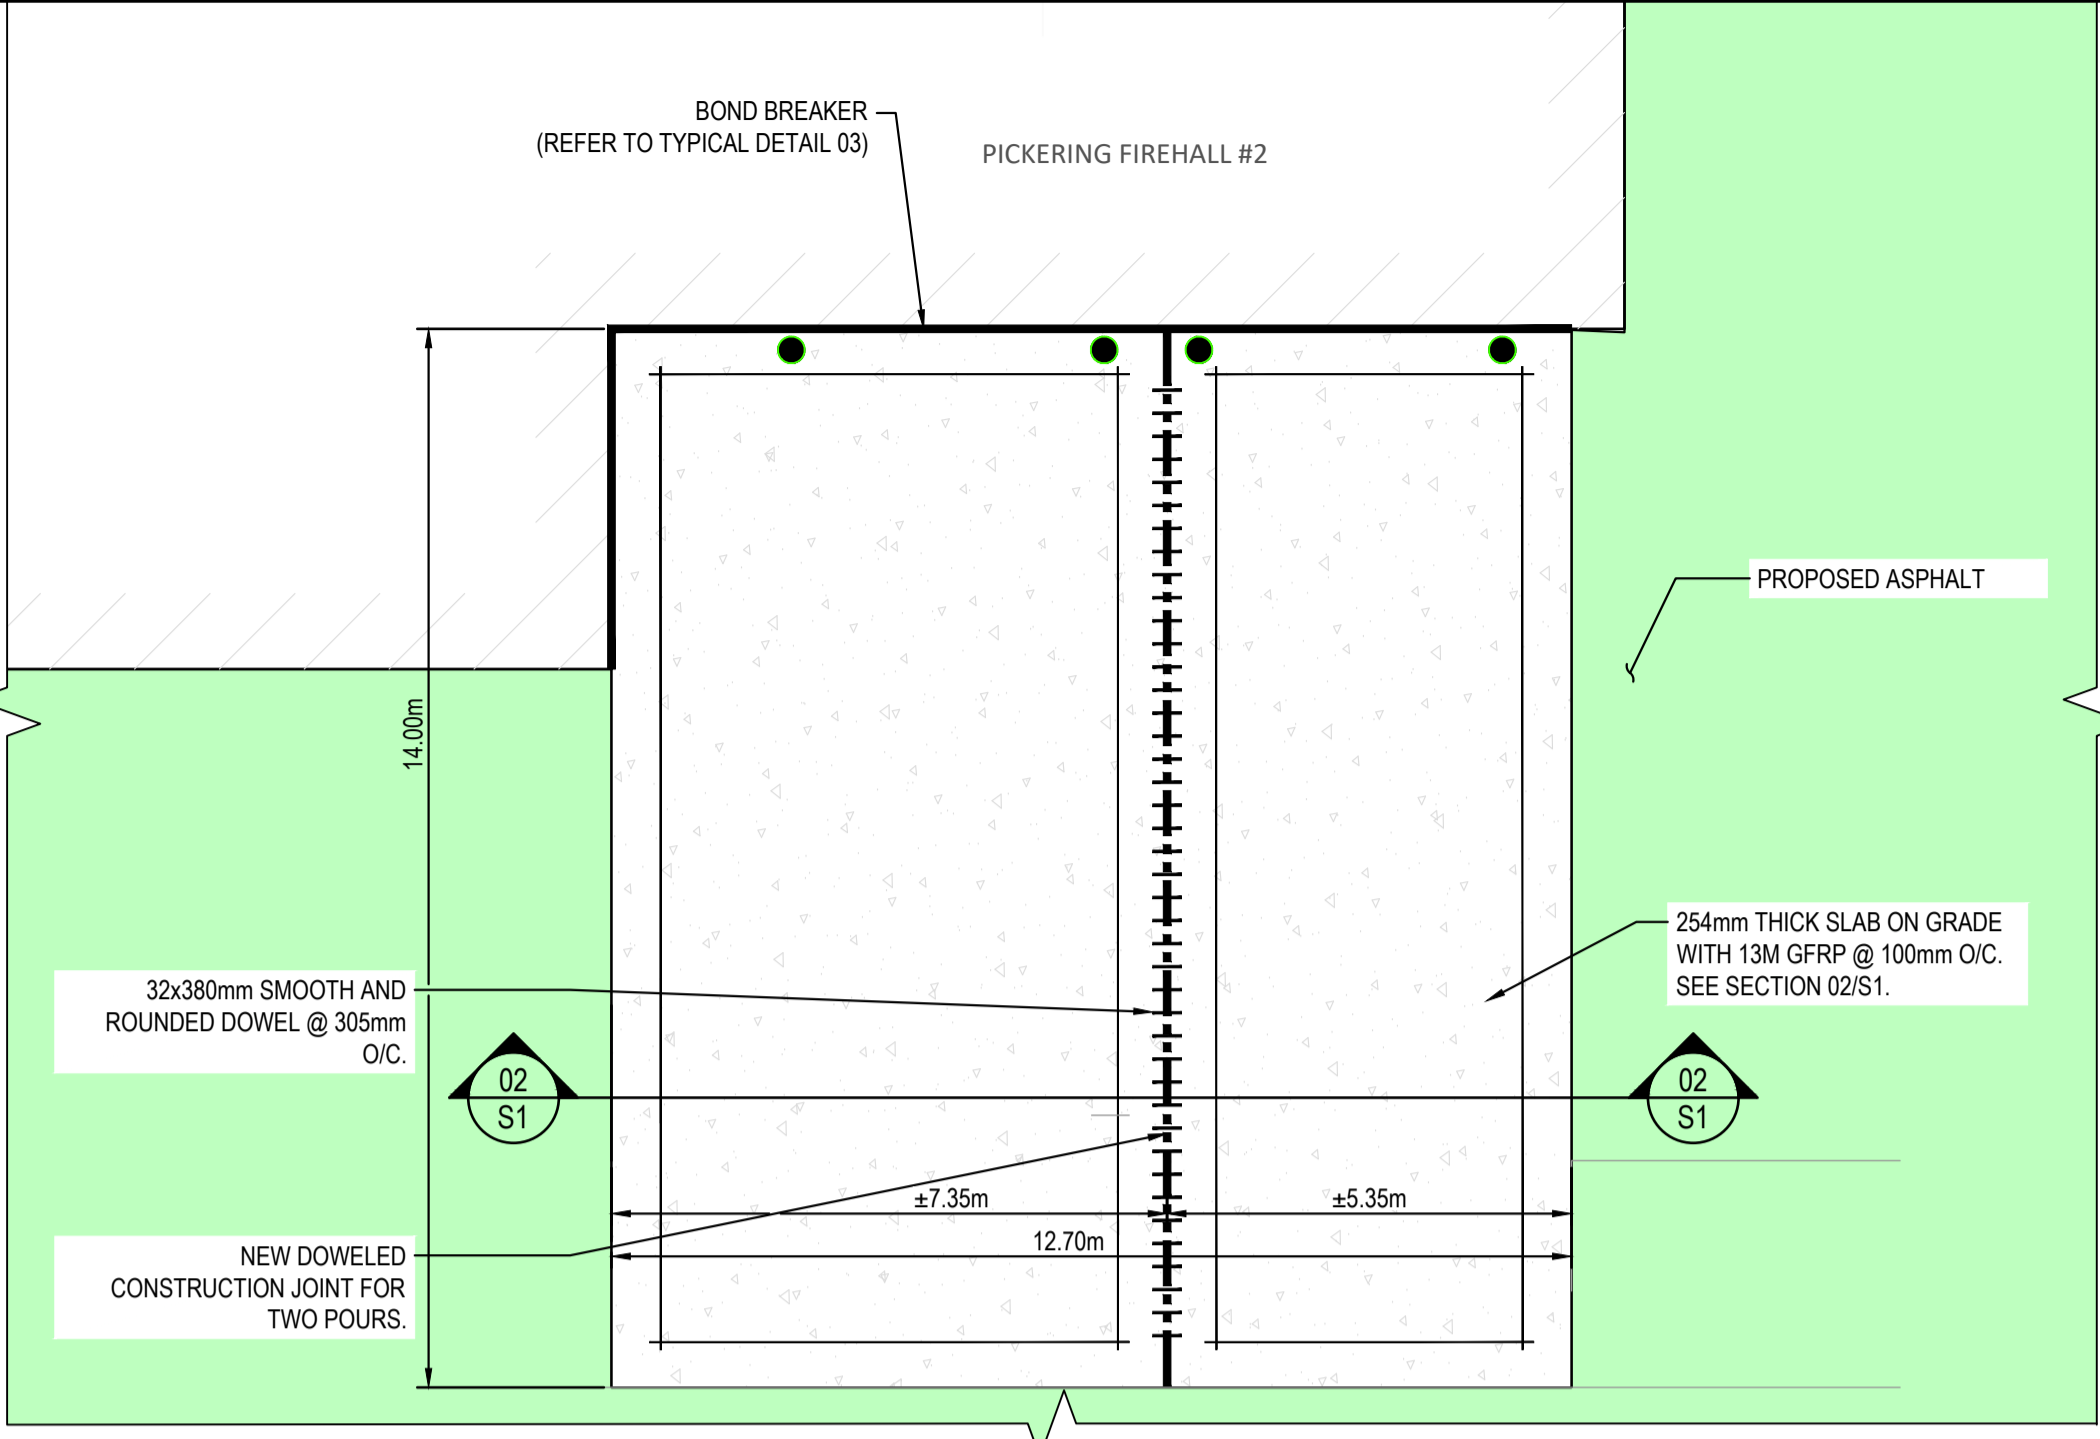 BOND BREAKER
(REFER TO TYPICAL DETAIL 03)
PICKERING FIREHALL #2
PROPOSED ASPHALT
14.00m
254mm THICK SLAB ON GRADE
WITH 13M GFRP @ 100mm O/C.
SEE SECTION 02/S1.
32x380mm SMOOTH AND
ROUNDED DOWEL @ 305mm
O/C.
02
S1
02
S1
±7.35m
±5.35m
12.70m
NEW DOWELED
CONSTRUCTION JOINT FOR
TWO POURS.